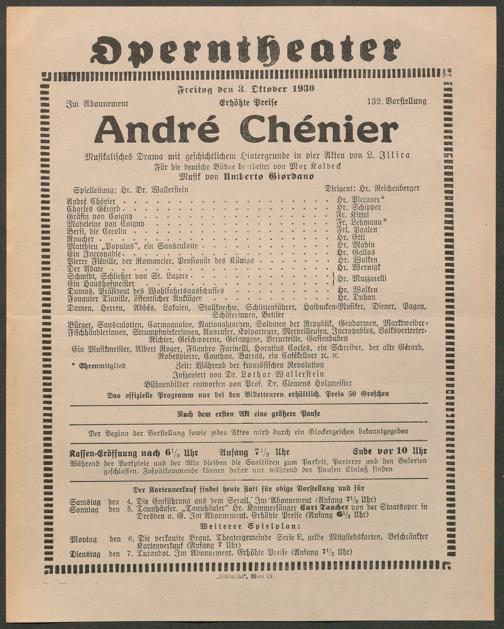 Operntheater
Freitag den 3. Oktober 1930
Im Abonnement Erhöhte Preise 132. Vorstellung
André Chénier
Musikalisches Drama mit geschichtlichem Hintergrunde in vier Akten von L. Illica
Für die deutsche Bühne bearbeitet von Max Kalbeck
Musik von Umberto Giordano
Spielleitung: Hr. Dr. Wallerstein Dirigent: Hr. Reichenberger
André Chénier Hr. Piccaver*
Charles Gérard Hr. Schipper
Gräfin von Coigny Fr. Kittel
Madeleine von Coigny Fr. Lehmann*
Bersi, die Creolin Frl. Paalen
Roucher Hr. Ettl
Matthieu „Populus“, ein Sansculotte Hr. Madin
Ein Incroyable Hr. Gallos
Pierre Fléville, der Romancier, Pensionär des Königs Hr. Wolken
Der Abate Hr. Wernigk
Schmidt, Schließer von St. Lazare
Ein Haushofmeister Hr. Muzzarelli
Dumas, Präsident des Wohlfahrtsausschusses Hr. Wolken
Fouquier Tinville, öffentlicher Ankläger Hr. Duhan
Damen, Herren, Abbés, Lakaien, Stallknechte, Schlittenführer, Haiducken-Musiker, Diener, Pagen,
Schäferinnen, Bettler
Bürger, Sansculotten, Carmagnolen, Nationalgarden, Soldaten der Republik, Gendarmen, Marktweiber
Fischhändlerinnen, Strumpfwirkerinnen, Ausrufer, Kolporteure, Merveilleusen, Incroyables, Volksvertreter,
Richter, Geschworene, Gefangene, Verurteilte, Gassenbuben
Ein Musikmeister, Albert Roger, Filandro Farinelli, Horatius Cocles, ein Schreiber, der alte Gérard,
Robespierre, Couthon, Barras, ein Cafékellner ec. ec.
* Ehrenmitglied Zeit: Während der französischen Revolution
Inszeniert von Dr. Lothar Wallerstein
Bühnenbilder entworfen von Prof. Dr. Clemens Holzmeister
Das offizielle Programm nur bei den Billetteuren erhältlich. Preis 50 Groschen
Nach dem ersten Akt eine größere Pause
Der Beginn der Vorstellung sowie jedes Aktes wird durch ein Glockenzeichen bekanntgegeben
Kassen-Eröffnung nach 6½ Uhr Anfang 7½ Uhr Ende vor 10 Uhr
Während der Vorspiele und der Akte bleiben die Saaltüren zum Parkett, Parterre und den Galerien
geschlossen. Zuspätkommende können daher nur während der Pausen Einlaß finden
Der Kartenverkauf findet heute statt für obige Vorstellung und für
Samstag den 4. Die Entführung aus dem Serail. Im Abonnement (Anfang 7½ Uhr)
Sonntag den 5. Tannhäuser. „Tannhäuser“ Hr. Kammersänger Curt Taucher von der Staatsoper in
Dresden a. G. Im Abonnement. Erhöhte Preise (Anfang 6½ Uhr)
Weiterer Spielplan:
Montag den 6. Die verkaufte Braut. Theatergemeinde Serie E, gelbe Mitgliedskarten. Beschränkter
Kartenverkauf (Anfang 7 Uhr)
Dienstag den 7. Turandot. Im Abonnement. Erhöhte Preise (Anfang 7½ Uhr)
Wien IX.